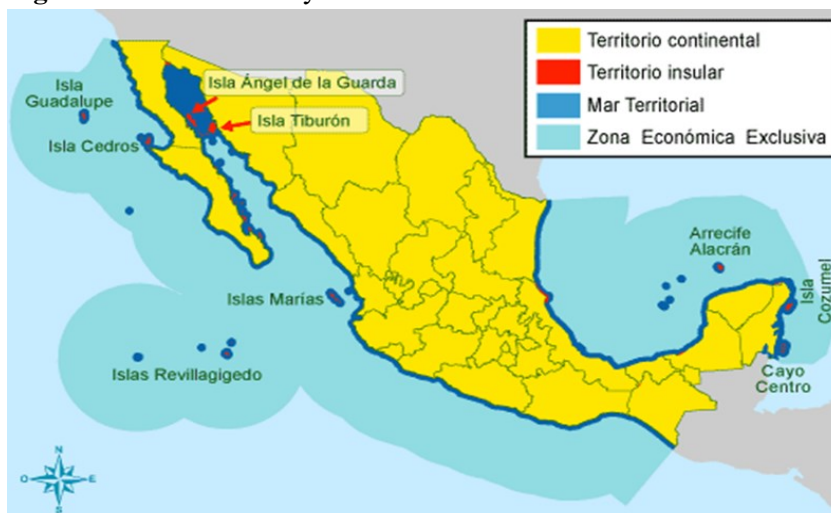 Territorio continental
Territorio insular
Mar Territorial
Zona Económica Exclusiva
Isla Ángel de la Guarda
Isla Tiburón
Isla
Guadalupe
Isla Cedros
Arrecife
Alacrán
Isla
Cozumel
Islas Marías
Islas Revillagigedo
Cayo
Centro
N
O
E
S